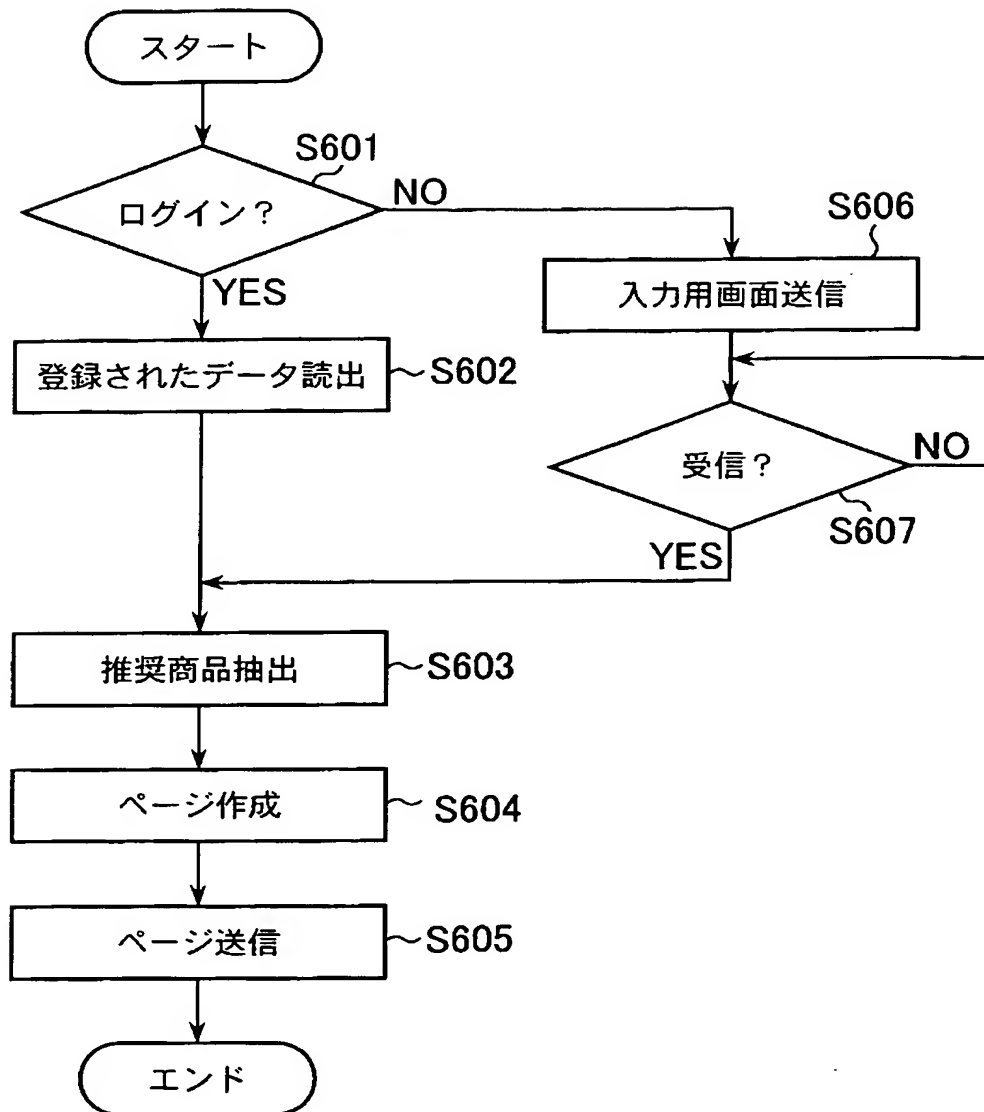 スタート
S601
ログイン?
NO
YES
S606
入力用画面送信
登録されたデータ読出
S602
受信?
NO
S607
YES
推奨商品抽出
S603
ページ作成
S604
ページ送信
S605
エンド